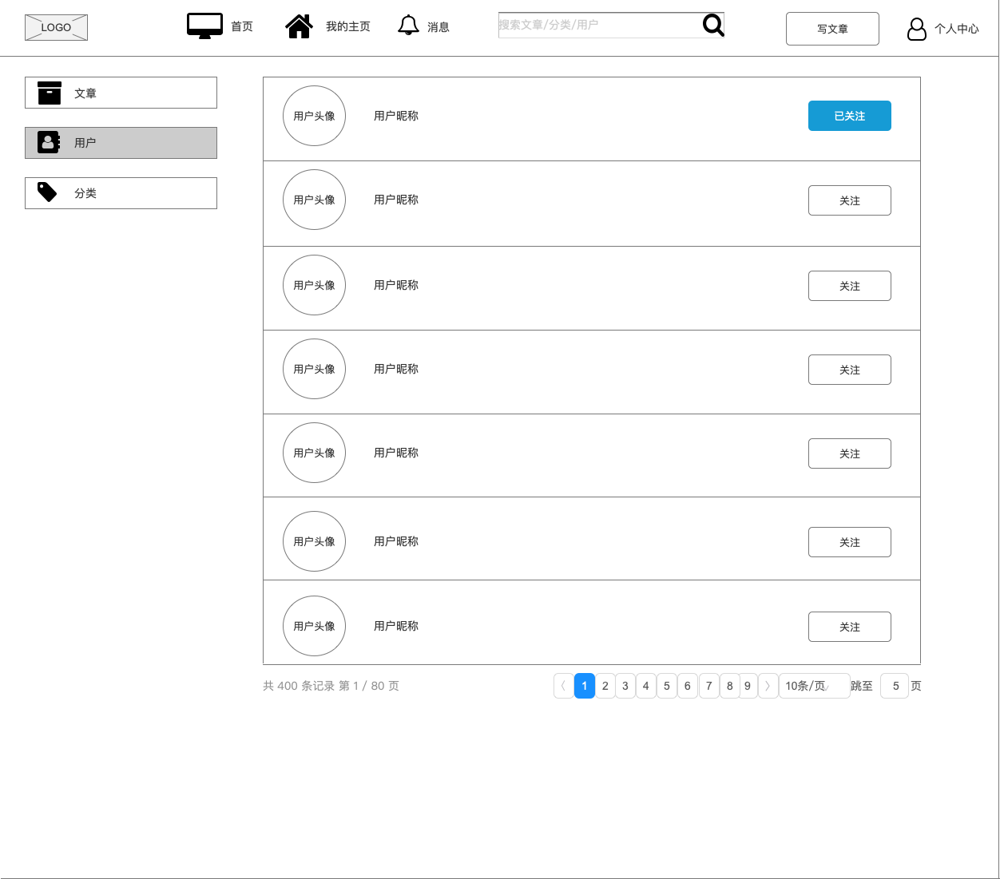 LOGO
首页
我的主页
消息
搜索文章/分类/用户
写文章
个人中心
文章
用户
分类
用户头像 用户昵称 已关注
用户头像 用户昵称 关注
用户头像 用户昵称 关注
用户头像 用户昵称 关注
用户头像 用户昵称 关注
用户头像 用户昵称 关注
用户头像 用户昵称 关注
共 400 条记录 第 1 / 80 页
1 2 3 4 5 6 7 8 9 10条/页 跳至 5 页